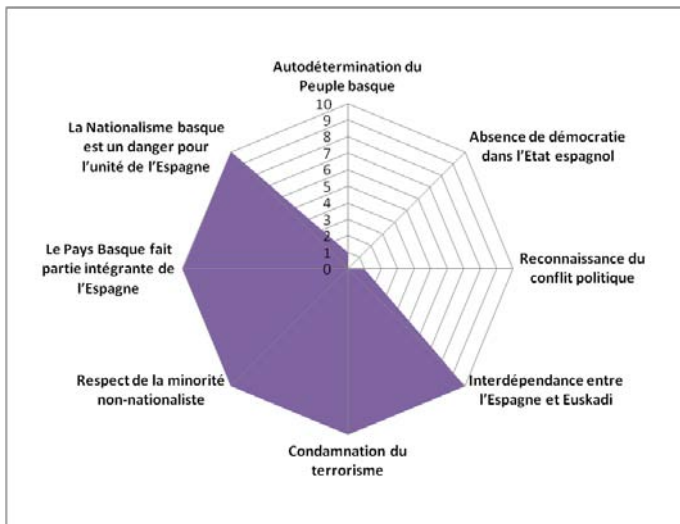 Autodétermination du
Peuple basque
10
9
8
7
6
5
4
3
2
1
0
Absence de démocratie
dans l'Etat espagnol
Reconnaissance du
conflit politique
Interdépendance entre
l'Espagne et Euskadi
Condamnation du
terrorisme
Respect de la minorité
non-nationaliste
Le Pays Basque fait
partie intégrante de
l'Espagne
La Nationalisme basque
est un danger pour
l'unité de l'Espagne